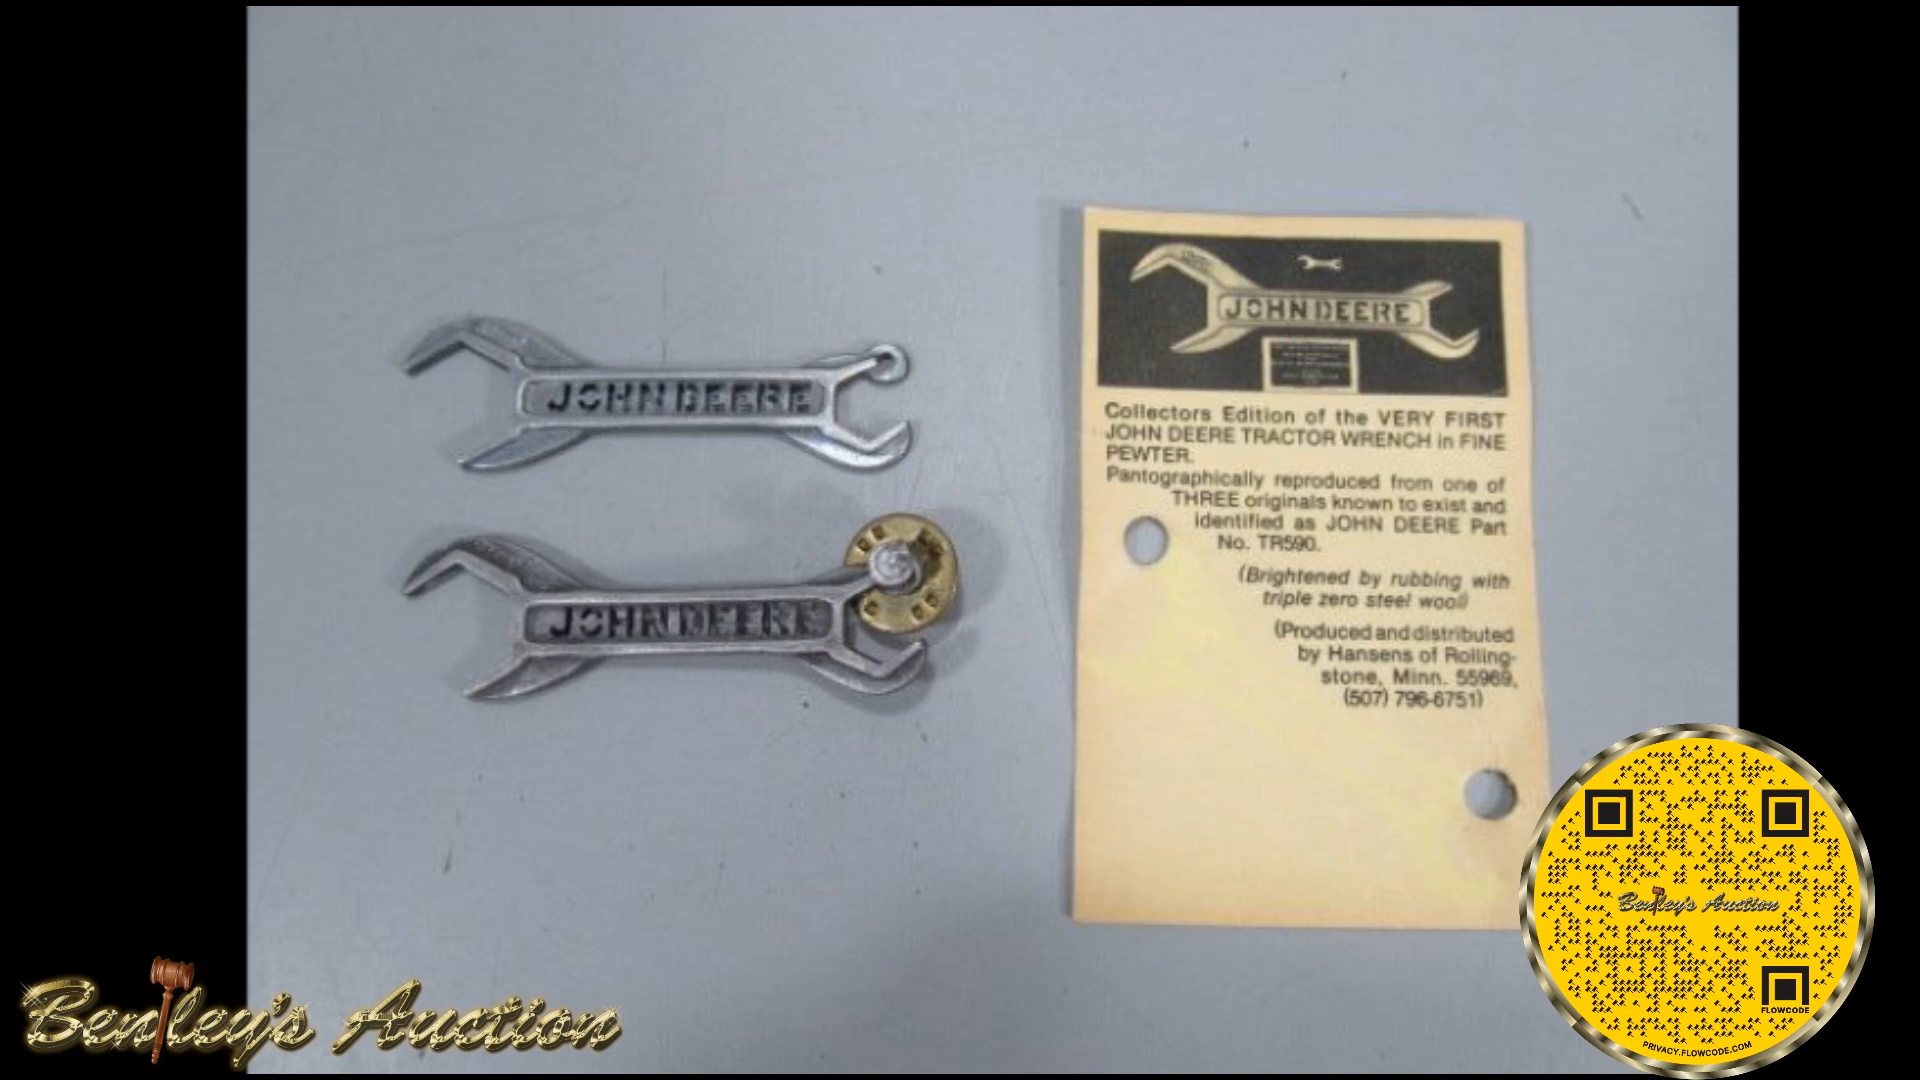 JOHN DEERE
JOHN DEERE
JOHN DEERE
Collectors Edition of the VERY FIRST
JOHN DEERE TRACTOR WRENCH in FINE
PEWTER.
Pantographically reproduced from one of
THREE originals known to exist and
identified as JOHN DEERE Part
No. TR590.
(Brightened by rubbing with
triple zero steel wool)
(Produced and distributed
by Hansens of Rolling-
stone, Minn. 55969,
(507) 796-6751)
Bentley's Auction
Bentley's Auction
FLOWCODE
PRIVACY.FLOWCODE.COM